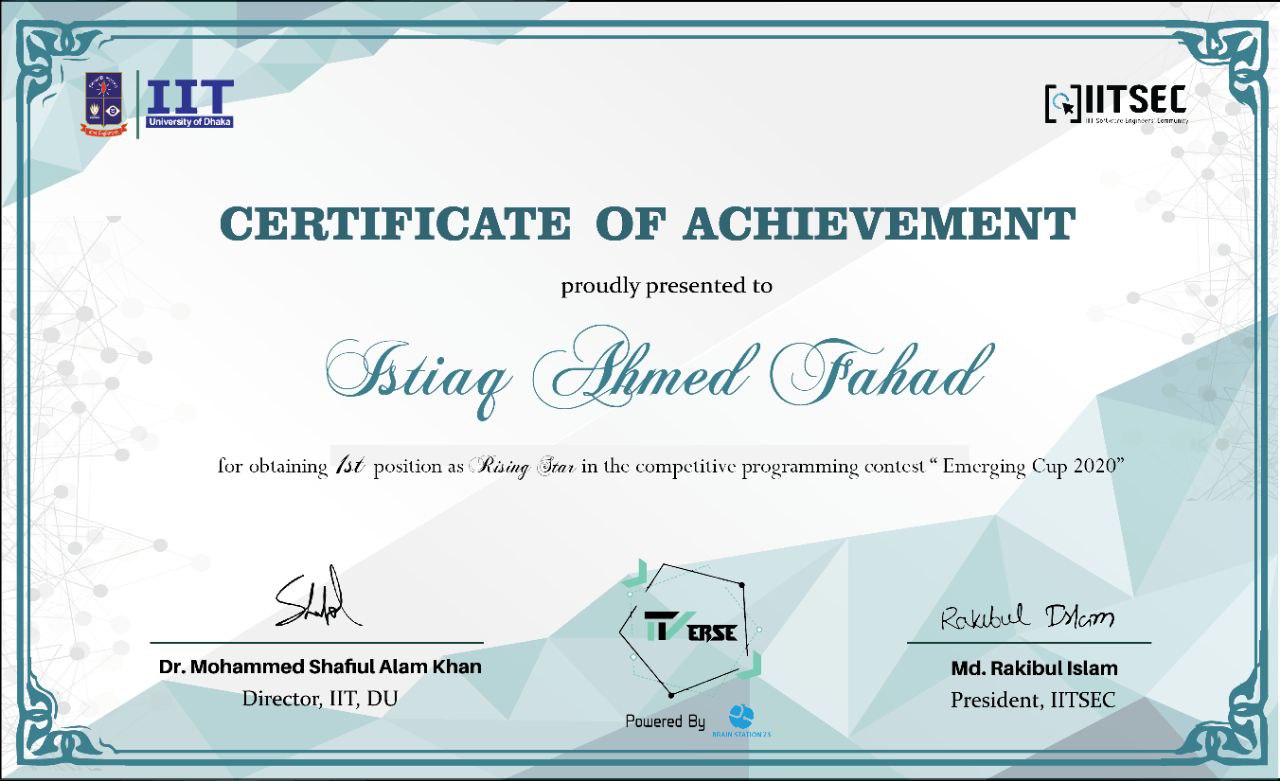 IIT
University of Dhaka
IITSEC
IIT Software Engineers' Community
CERTIFICATE OF ACHIEVEMENT
proudly presented to
Istiaq Ahmed Fahad
for obtaining 1st position as Rising Star in the competitive programming contest “ Emerging Cup 2020”
Rakibul Islam
ITVERSE
Dr. Mohammed Shafiul Alam Khan
Director, IIT, DU
Md. Rakibul Islam
President, IITSEC
Powered By
BRAIN STATION 23